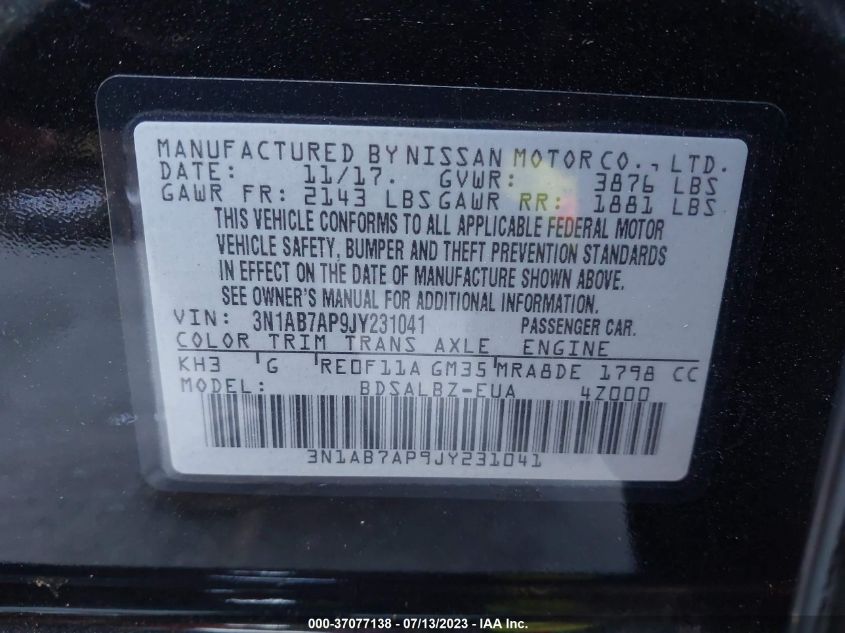 MANUFACTURED BY NISSAN MOTOR CO., LTD.
DATE: 11/17. GVWR: 3876 LBS
GAWR FR: 2143 LBS GAWR RR: 1881 LBS
THIS VEHICLE CONFORMS TO ALL APPLICABLE FEDERAL MOTOR
VEHICLE SAFETY, BUMPER AND THEFT PREVENTION STANDARDS
IN EFFECT ON THE DATE OF MANUFACTURE SHOWN ABOVE.
SEE OWNER'S MANUAL FOR ADDITIONAL INFORMATION.
VIN: 3N1AB7AP9JY231041 PASSENGER CAR.
COLOR TRIM TRANS AXLE ENGINE
KH3 G RE0F11A GM35 MRA8DE 1798 CC
MODEL: BDSALBZ-EUA 4Z000
3N1AB7AP9JY231041
000-37077138 - 07/13/2023 - IAA Inc.